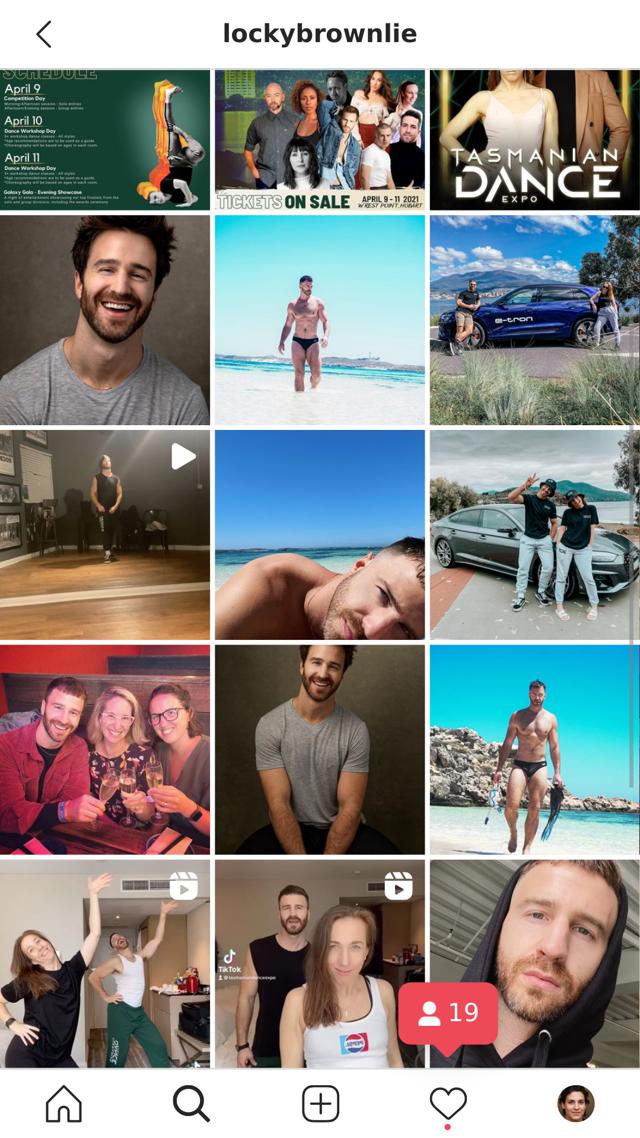 lockybrownlie
SCHEDULE
April 9
Competition Day
April 10
Dance Workshop Day
April 11
Dance Workshop Day
Galaxy Gala - Evening Showcase
TICKETS ON SALE
APRIL 9 - 11 2021
WREST POINT, HOBART
TASMANIAN
DANCE
EXPO
e-tron
TikTok
PEPSI
19